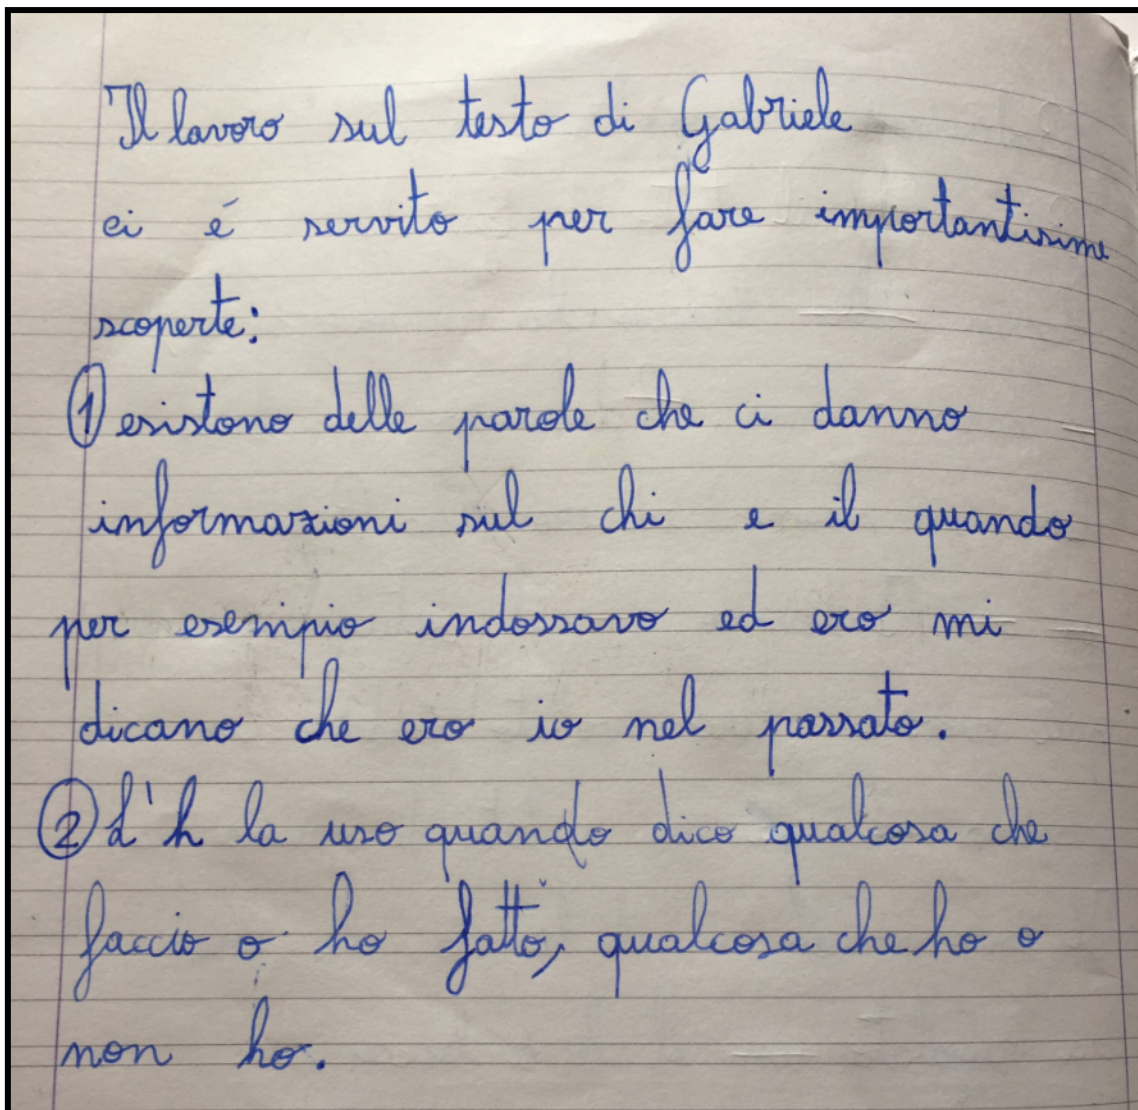 Il lavoro sul testo di Gabriele
ci é servito per fare importantisime
scoperte:
1 esistono delle parole che ci danno
informazioni sul chi e il quando
per esempio indossavo ed ero mi
dicano che ero io nel passato.
2 L'h la uso quando dico qualcosa che
faccio o ho fatto, qualcosa che ho o
non ho.